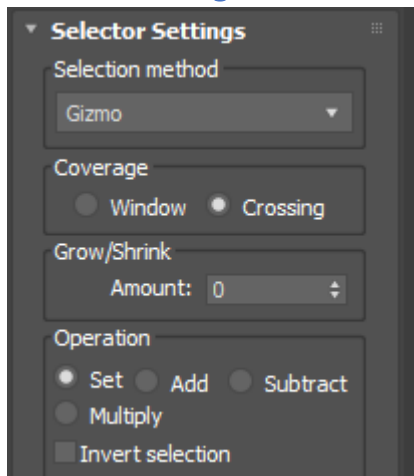 Selector Settings
Selection method
Gizmo
Coverage
Window Crossing
Grow/Shrink
Amount: 0
Operation
Set Add Subtract
Multiply
Invert selection